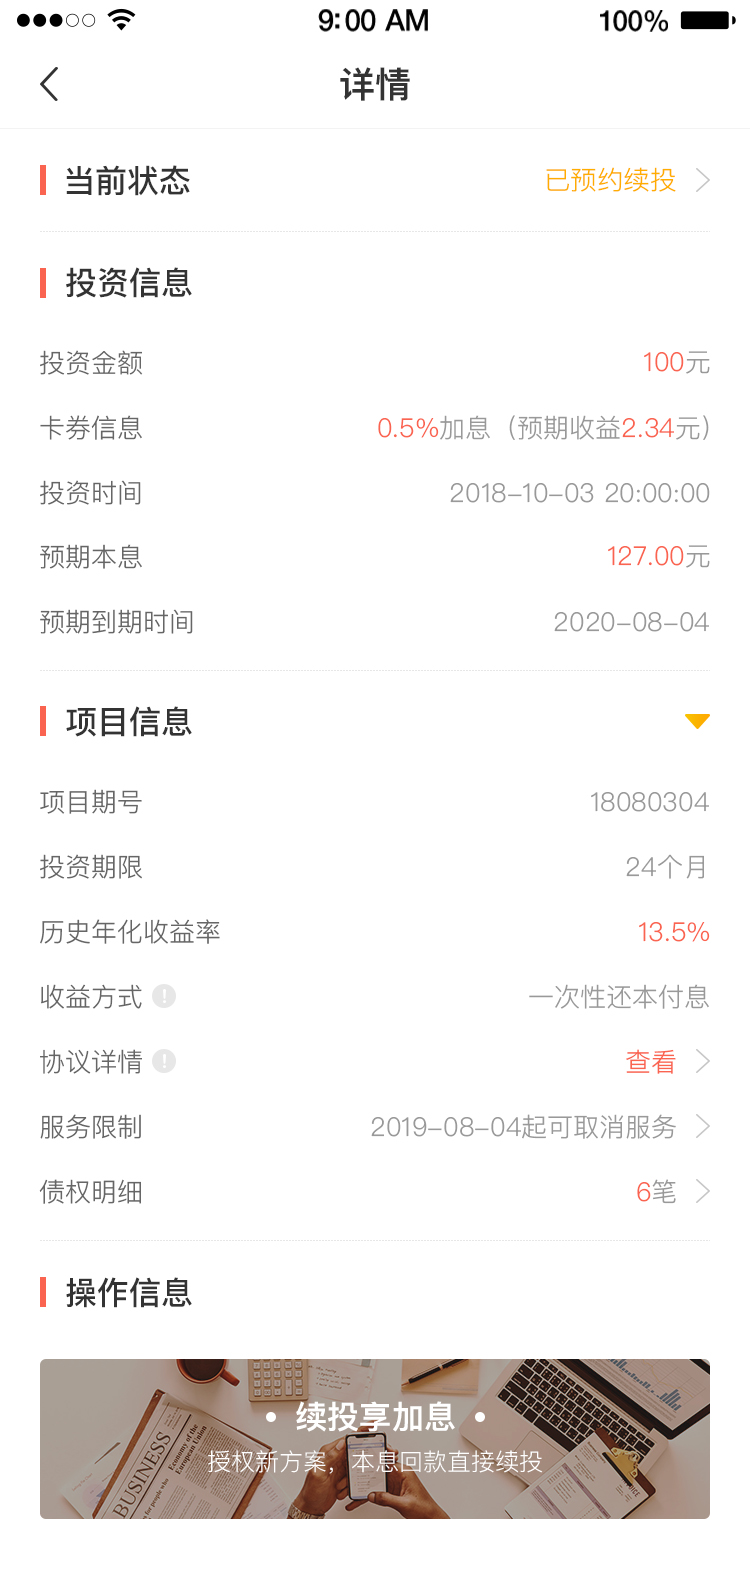 9:00 AM 100%
详情
当前状态 已预约续投
投资信息
投资金额 100元
卡券信息 0.5%加息（预期收益2.34元）
投资时间 2018-10-03 20:00:00
预期本息 127.00元
预期到期时间 2020-08-04
项目信息
项目期号 18080304
投资期限 24个月
历史年化收益率 13.5%
收益方式 ! 一次性还本付息
协议详情 ! 查看
服务限制 2019-08-04起可取消服务
债权明细 6笔
操作信息
• 续投享加息 •
授权新方案，本息回款直接续投
BUSINESS
Economy of the
European Union
for people who